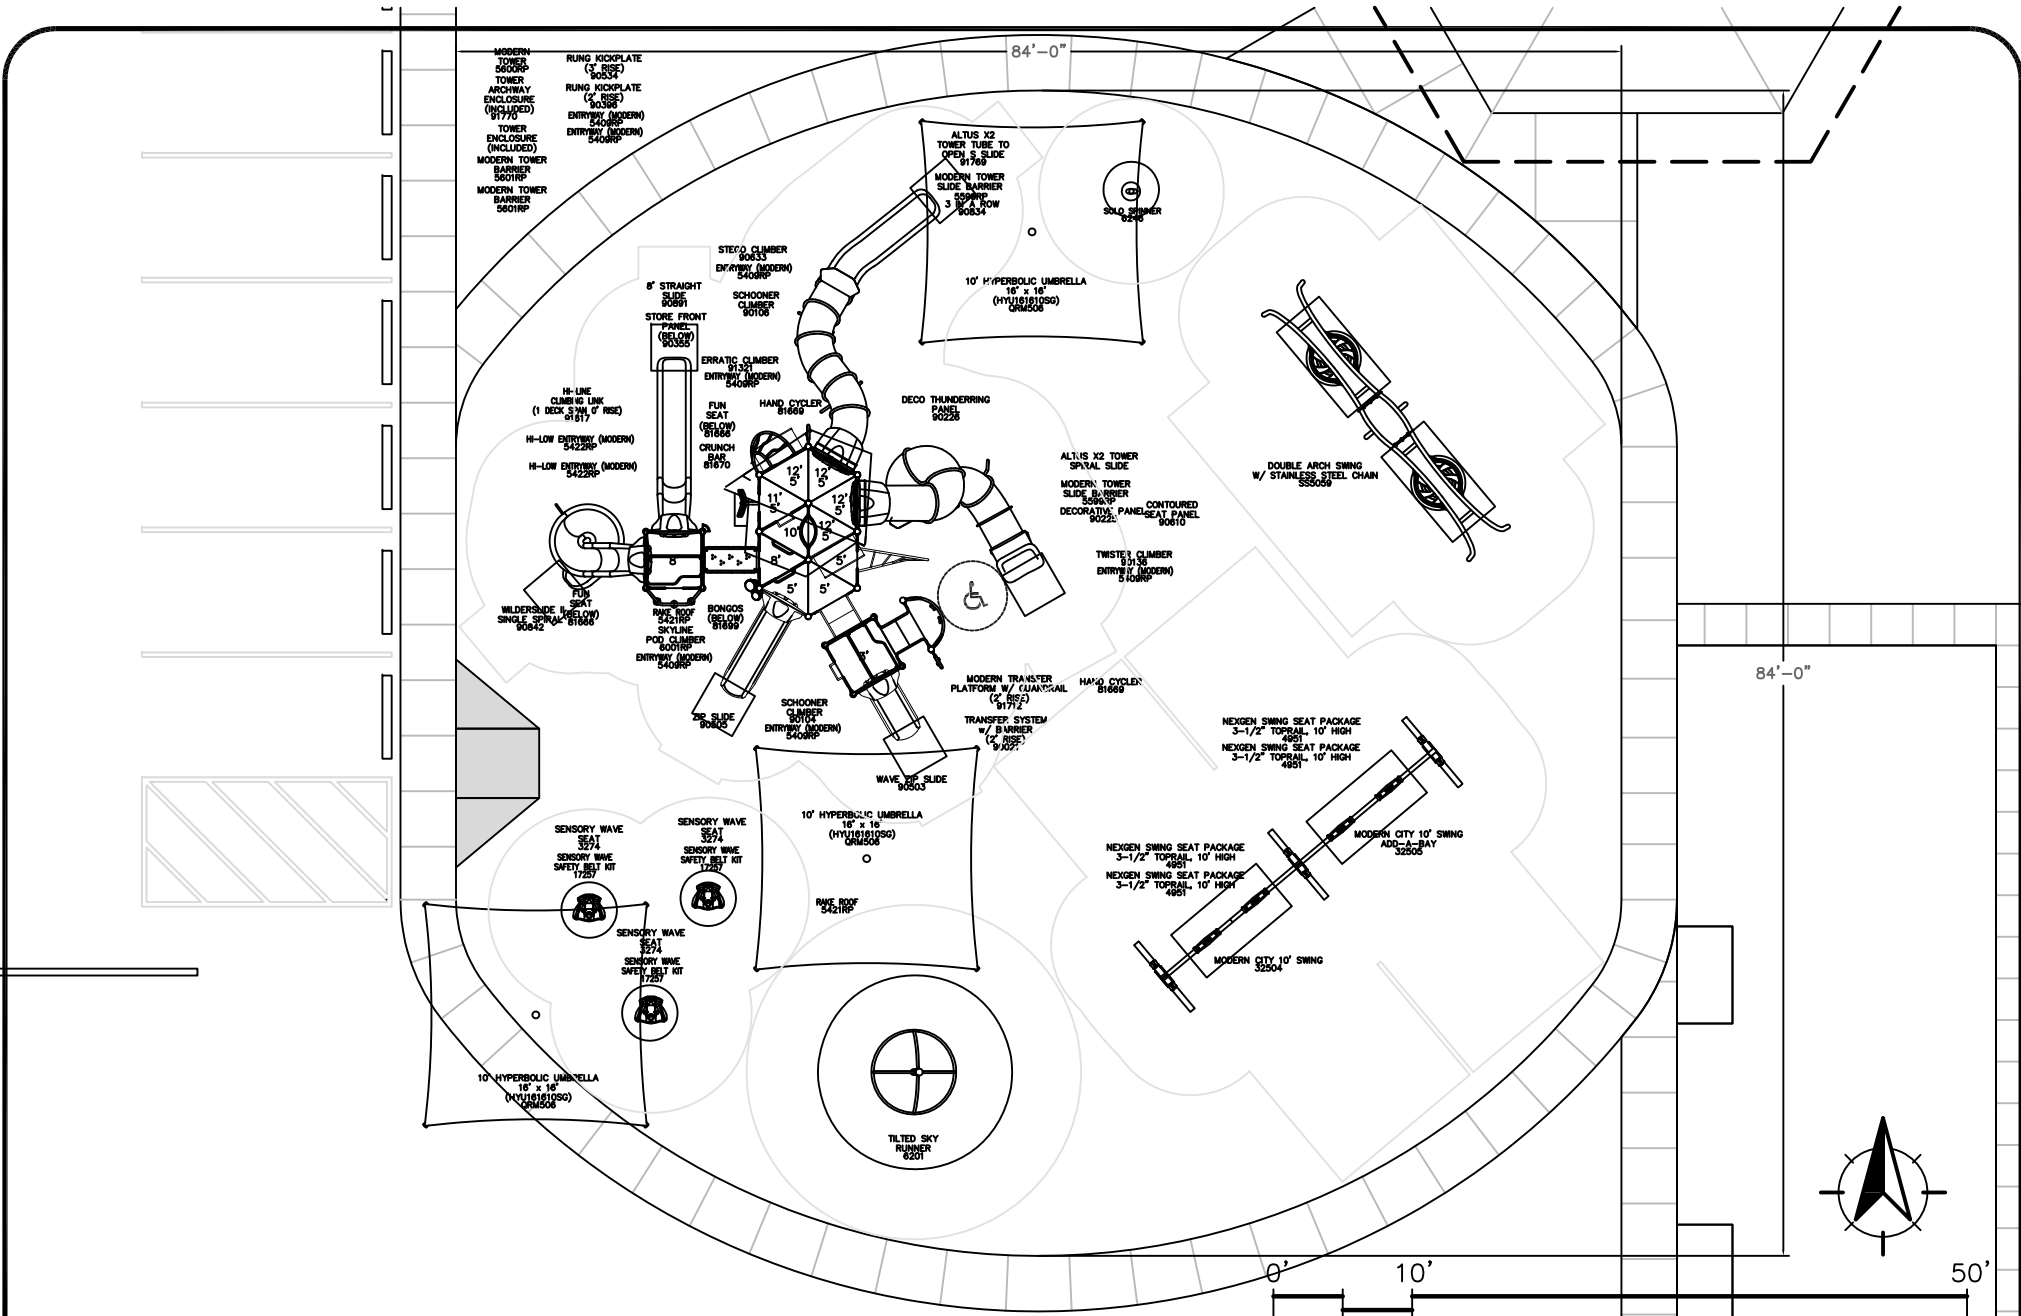 84'-0"
MODERN
TOWER
5600RP
TOWER
ARCHWAY
ENCLOSURE
(INCLUDED)
91770
TOWER
ENCLOSURE
(INCLUDED)
MODERN TOWER
BARRIER
5601RP
MODERN TOWER
BARRIER
5601RP
RUNG KICKPLATE
(3' RISE)
90534
RUNG KICKPLATE
(2' RISE)
90396
ENTRYWAY (MODERN)
5409RP
ENTRYWAY (MODERN)
5409RP
ALTUS X2
TOWER TUBE TO
OPEN S SLIDE
91769
MODERN TOWER
SLIDE BARRIER
5599RP
3 IN A ROW
90834
SOLO SPINNER
6246
STEGO CLIMBER
90633
ENTRYWAY (MODERN)
5409RP
8' STRAIGHT
SLIDE
90891
SCHOONER
CLIMBER
90106
STORE FRONT
PANEL
(BELOW)
90355
10' HYPERBOLIC UMBRELLA
16' x 16'
(HYU161610SG)
QRM506
ERRATIC CLIMBER
91321
ENTRYWAY (MODERN)
5409RP
HI-LINE
CLIMBING LINK
(1 DECK SPAN 0' RISE)
91517
HI-LOW ENTRYWAY (MODERN)
5422RP
HI-LOW ENTRYWAY (MODERN)
5422RP
FUN
SEAT
(BELOW)
81666
CRUNCH
BAR
81670
HAND CYCLER
81669
DECO THUNDERRING
PANEL
90226
ALTUS X2 TOWER
SPIRAL SLIDE
MODERN TOWER
SLIDE BARRIER
5599RP
DECORATIVE PANEL
90225
CONTOURED
SEAT PANEL
90610
TWISTER CLIMBER
90136
ENTRYWAY (MODERN)
5409RP
DOUBLE ARCH SWING
W/ STAINLESS STEEL CHAIN
SS5059
12' 12'
5' 5'
11' 12'
5' 5'
10' 12'
5'
8' 8' 5'
5' 5'
3'
WILDERSLIDE II
SINGLE SPIRAL
90842
FUN
SEAT
(BELOW)
81666
RAKE ROOF
5421RP
SKYLINE
POD CLIMBER
6001RP
ENTRYWAY (MODERN)
5409RP
BONGOS
(BELOW)
81699
ZIP SLIDE
90505
SCHOONER
CLIMBER
90104
ENTRYWAY (MODERN)
5409RP
MODERN TRANSFER
PLATFORM W/ GUARDRAIL
(2' RISE)
91712
TRANSFER SYSTEM
w/ BARRIER
(2' RISE)
HAND CYCLER
81669
84'-0"
WAVE ZIP SLIDE
90503
NEXGEN SWING SEAT PACKAGE
3-1/2" TOPRAIL, 10' HIGH
4951
NEXGEN SWING SEAT PACKAGE
3-1/2" TOPRAIL, 10' HIGH
4951
MODERN CITY 10' SWING
ADD-A-BAY
32505
NEXGEN SWING SEAT PACKAGE
3-1/2" TOPRAIL, 10' HIGH
4951
NEXGEN SWING SEAT PACKAGE
3-1/2" TOPRAIL, 10' HIGH
4951
MODERN CITY 10' SWING
32504
SENSORY WAVE
SEAT
3274
SENSORY WAVE
SAFETY BELT KIT
17257
SENSORY WAVE
SEAT
3274
SENSORY WAVE
SAFETY BELT KIT
17257
SENSORY WAVE
SEAT
3274
SENSORY WAVE
SAFETY BELT KIT
17257
10' HYPERBOLIC UMBRELLA
16' x 16'
(HYU161610SG)
QRM506
RAKE ROOF
5421RP
10' HYPERBOLIC UMBRELLA
16' x 16'
(HYU161610SG)
QRM506
TILTED SKY
RUNNER
6201
0' 10' 50'